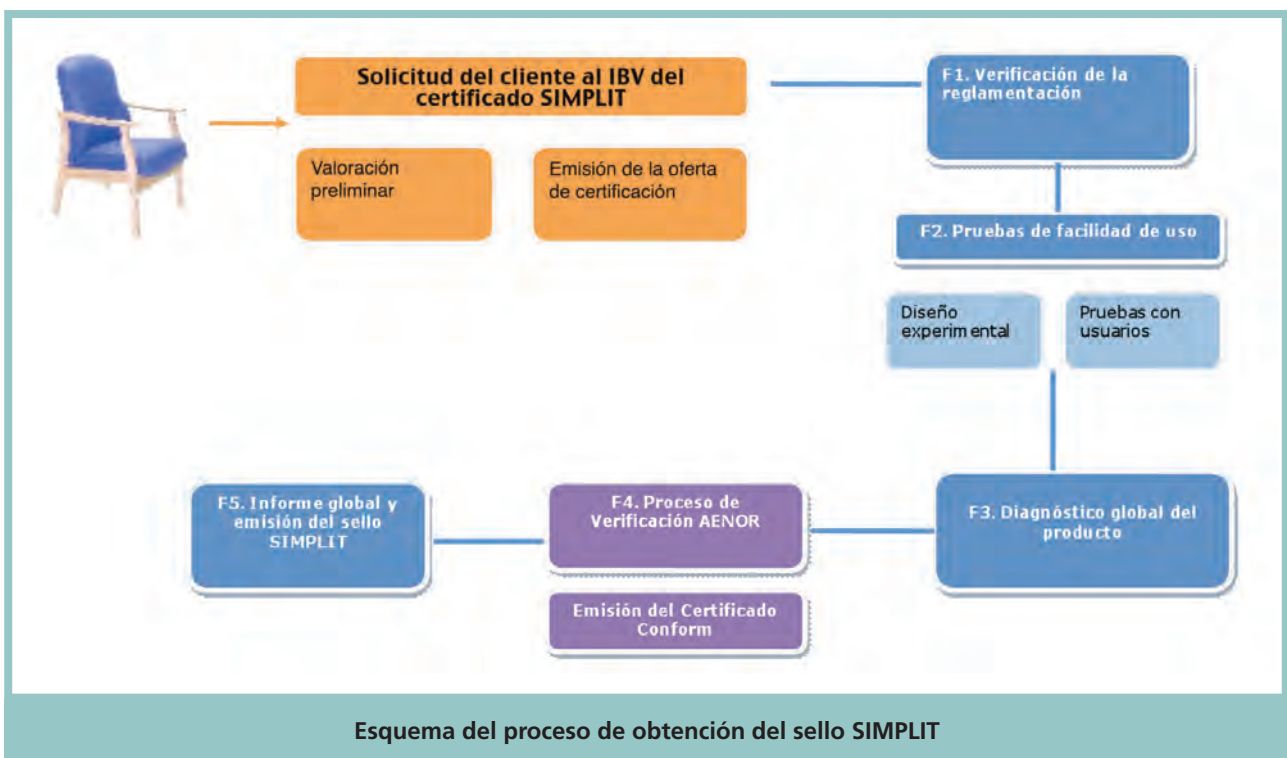 Solicitud del cliente al IBV del
certificado SIMPLIT
Valoración
preliminar
Emisión de la oferta
de certificación
F1. Verificación de la
reglamentación
F2. Pruebas de facilidad de uso
Diseño
experimental
Pruebas con
usuarios
F3. Diagnóstico global del
producto
F4. Proceso de
Verificación AENOR
Emisión del Certificado
Conform
F5. Informe global y
emisión del sello
SIMPLIT
Esquema del proceso de obtención del sello SIMPLIT